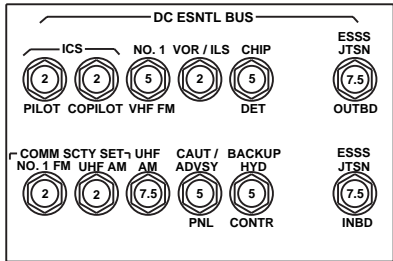 DC ESNTL BUS
ICS NO. 1 VOR / ILS CHIP ESSS JTSN
2 2 5 2 5 7.5
PILOT COPILOT VHF FM DET OUTBD
COMM SCTY SET UHF CAUT / BACKUP ESSS
NO. 1 FM UHF AM AM ADVSY HYD JTSN
2 2 7.5 5 5 7.5
PNL CONTR INBD